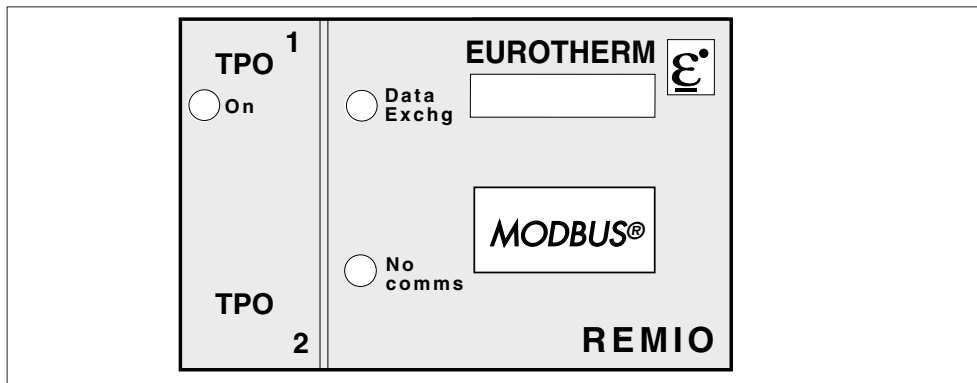 TPO 1
On
TPO
2
EUROTHERM
ε
Data
Exchg
MODBUS®
No
comms
REMIO